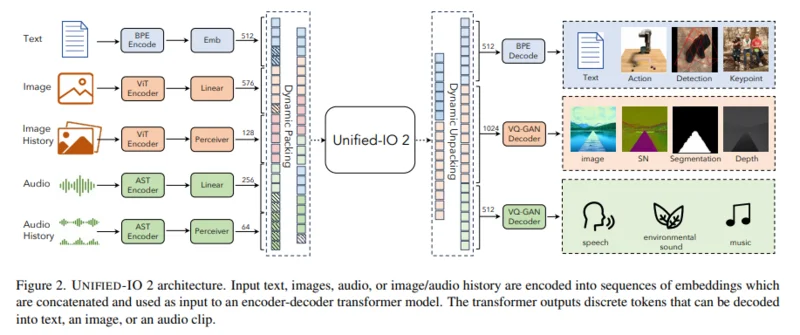 Text
BPE
Encode
Emb
512
Image
ViT
Encoder
Linear
576
Image
History
ViT
Encoder
Perceiver
128
Audio
AST
Encoder
Linear
256
Audio
History
AST
Encoder
Perceiver
64
Dynamic Packing
Unified-IO 2
Dynamic Unpacking
512
BPE
Decode
Text
Action
Detection
Keypoint
1024
VQ-GAN
Decoder
image
SN
Segmentation
Depth
512
VQ-GAN
Decoder
speech
environmental
sound
music
Figure 2. UNIFIED-IO 2 architecture. Input text, images, audio, or image/audio history are encoded into sequences of embeddings which
are concatenated and used as input to an encoder-decoder transformer model. The transformer outputs discrete tokens that can be decoded
into text, an image, or an audio clip.